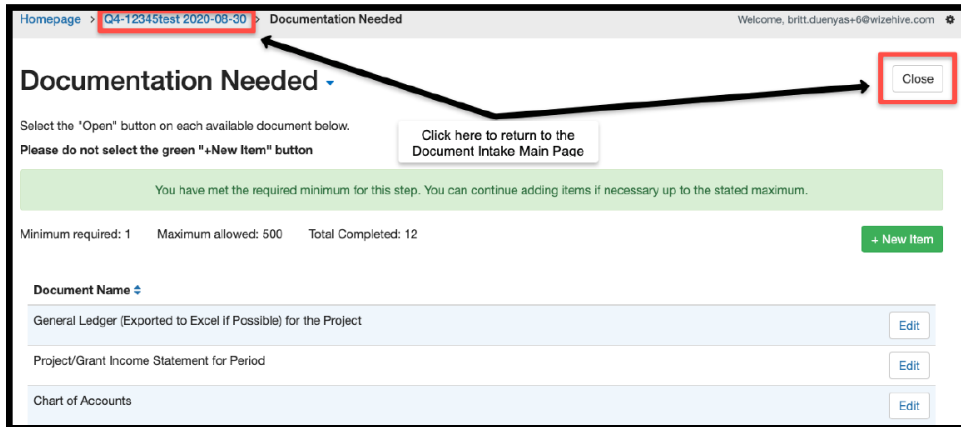 Homepage > Q4-12345test 2020-08-30 > Documentation Needed Welcome, britt.duenyas+6@wizehive.com
Documentation Needed
Close
Select the "Open" button on each available document below.
Click here to return to the
Document Intake Main Page
Please do not select the green "+New Item" button
You have met the required minimum for this step. You can continue adding items if necessary up to the stated maximum.
Minimum required: 1 Maximum allowed: 500 Total Completed: 12
+ New Item
Document Name
General Ledger (Exported to Excel if Possible) for the Project Edit
Project/Grant Income Statement for Period Edit
Chart of Accounts Edit